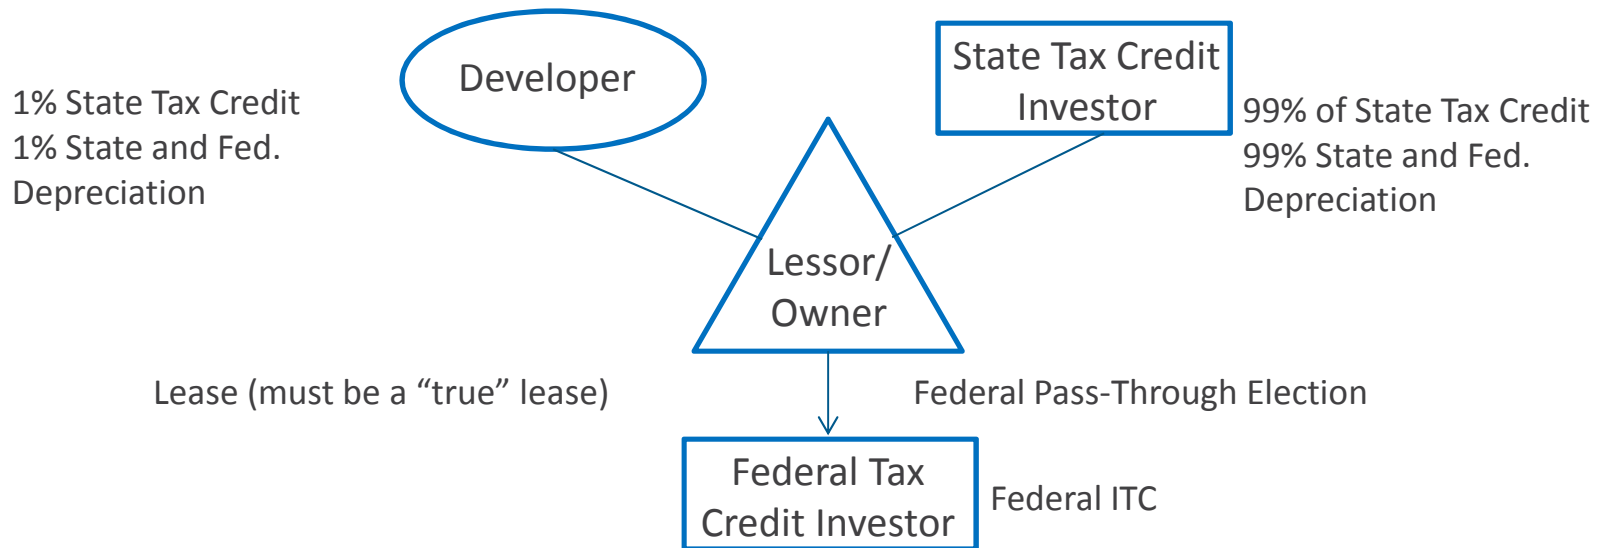 Developer
State Tax Credit
Investor
1% State Tax Credit
1% State and Fed.
Depreciation
99% of State Tax Credit
99% State and Fed.
Depreciation
Lessor/
Owner
Lease (must be a “true” lease)
Federal Pass-Through Election
Federal Tax
Credit Investor
Federal ITC